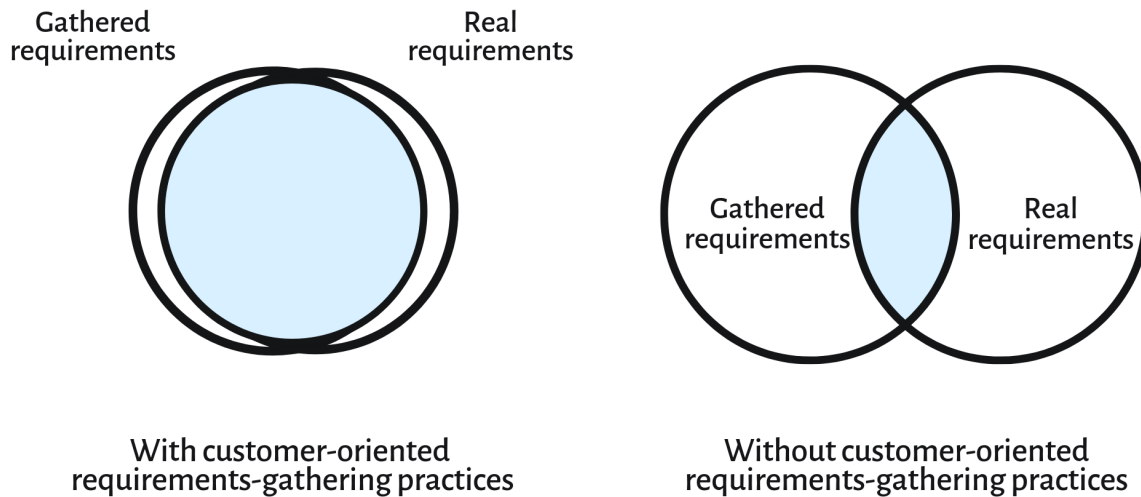 Gathered
requirements
Real
requirements
Gathered
requirements
Real
requirements
With customer-oriented
requirements-gathering practices
Without customer-oriented
requirements-gathering practices